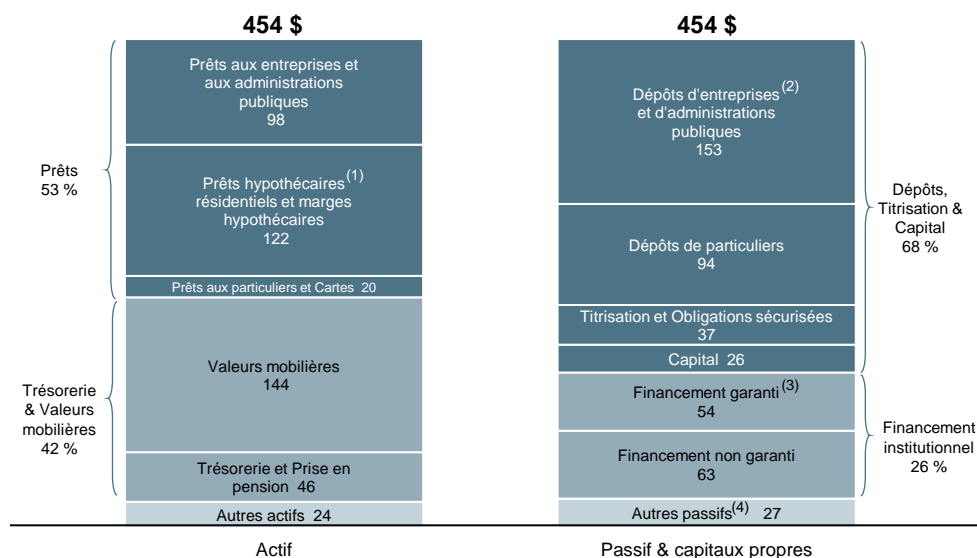 454 $
Prêts aux entreprises et
aux administrations
publiques
98
Prêts
53 %
Prêts hypothécaires(1)
résidentiels et marges
hypothécaires
122
Prêts aux particuliers et Cartes 20
Valeurs mobilières
144
Trésorerie
& Valeurs
mobilières
42 %
Trésorerie et Prise en
pension 46
Autres actifs 24
Actif
454 $
Dépôts d'entreprises(2)
et d'administrations
publiques
153
Dépôts de particuliers
94
Titrisation et Obligations sécurisées
37
Capital 26
Dépôts,
Titrisation &
Capital
68 %
Financement garanti(3)
54
Financement non garanti
63
Financement
institutionnel
26 %
Autres passifs(4) 27
Passif & capitaux propres